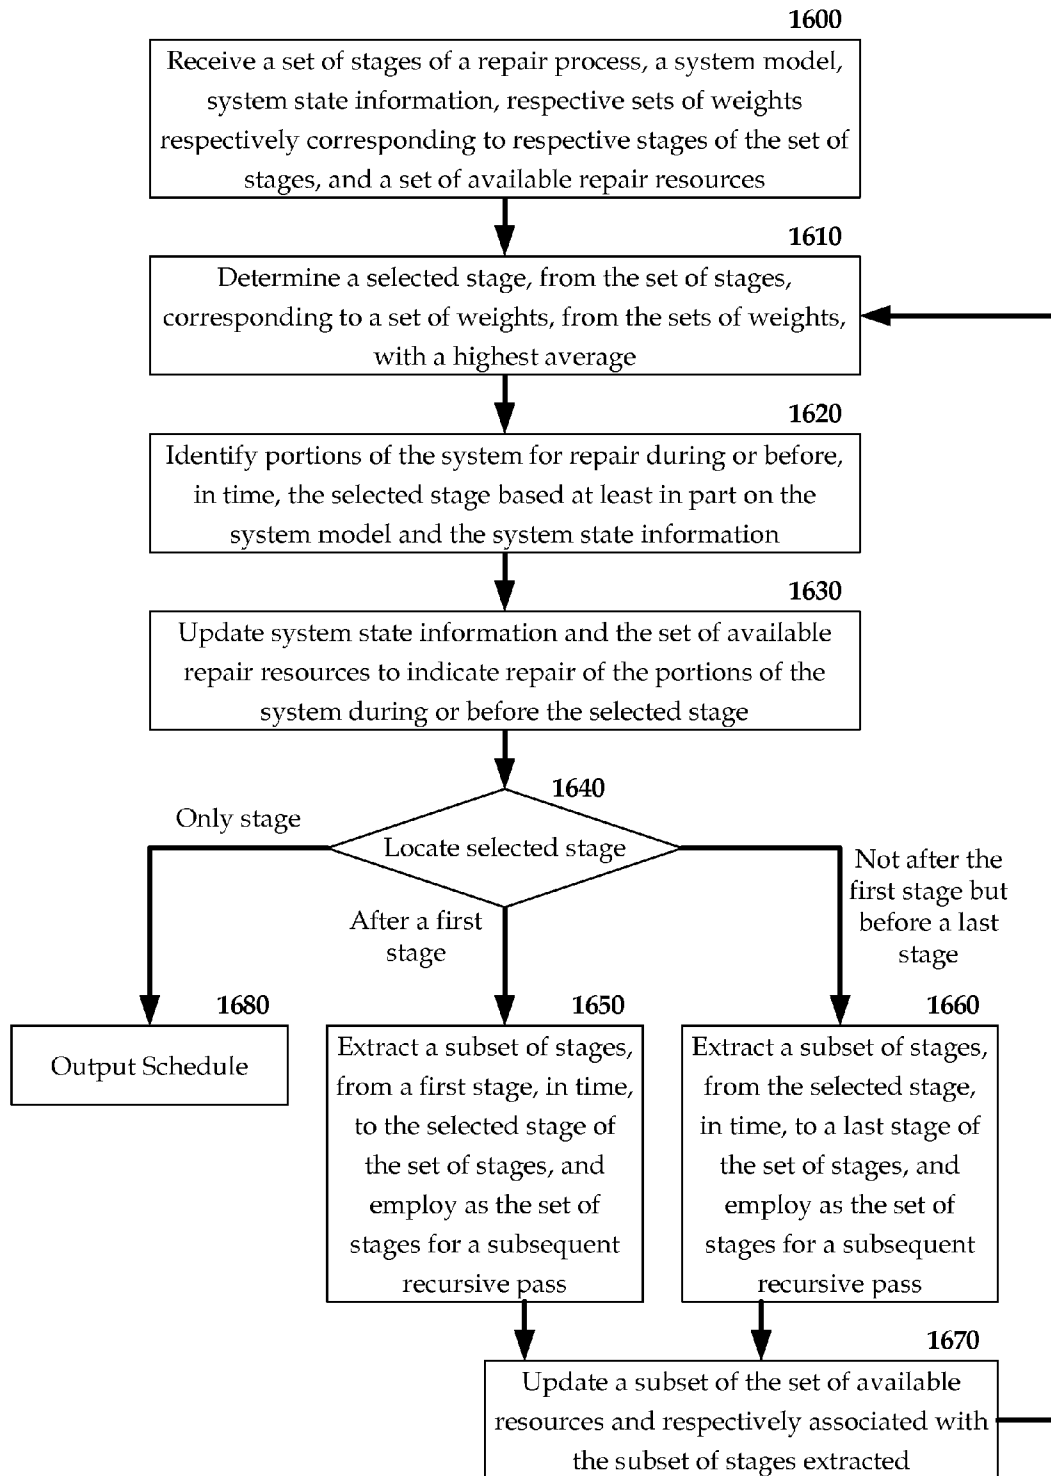 1600
Receive a set of stages of a repair process, a system model,
system state information, respective sets of weights
respectively corresponding to respective stages of the set of
stages, and a set of available repair resources
1610
Determine a selected stage, from the set of stages,
corresponding to a set of weights, from the sets of weights,
with a highest average
1620
Identify portions of the system for repair during or before,
in time, the selected stage based at least in part on the
system model and the system state information
1630
Update system state information and the set of available
repair resources to indicate repair of the portions of the
system during or before the selected stage
1640
Locate selected stage
Only stage
After a first
stage
Not after the
first stage but
before a last
stage
1680
Output Schedule
1650
Extract a subset of stages,
from a first stage, in time,
to the selected stage of
the set of stages, and
employ as the set of
stages for a subsequent
recursive pass
1660
Extract a subset of stages,
from the selected stage,
in time, to a last stage of
the set of stages, and
employ as the set of
stages for a subsequent
recursive pass
1670
Update a subset of the set of available
resources and respectively associated with
the subset of stages extracted